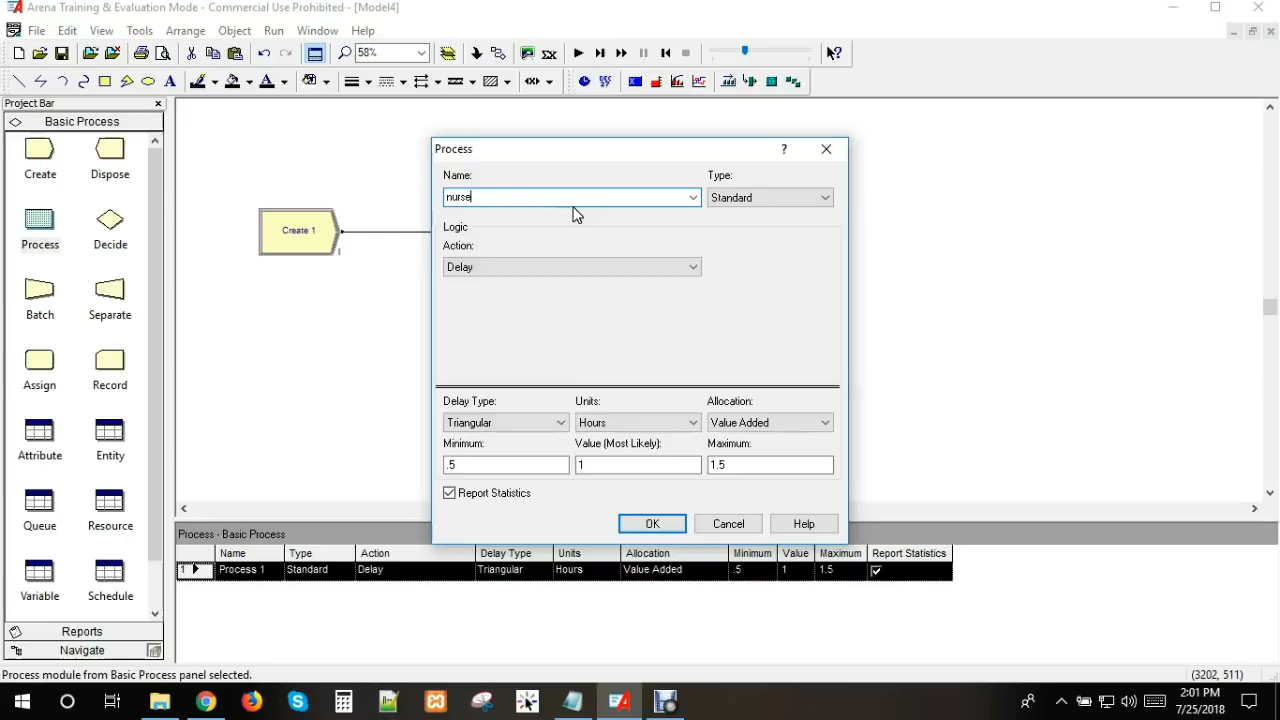 Arena Training & Evaluation Mode - Commercial Use Prohibited - [Model4]
File Edit View Tools Arrange Object Run Window Help
58%
Project Bar
Basic Process
Create Dispose
Process Decide
Batch Separate
Assign Record
Attribute Entity
Queue Resource
Variable Schedule
Reports
Navigate
Create 1
Process
Name: Type:
nurse Standard
Logic
Action:
Delay
Delay Type: Units: Allocation:
Triangular Hours Value Added
Minimum: Value (Most Likely): Maximum:
.5 1 1.5
Report Statistics
OK Cancel Help
Process - Basic Process
Name Type Action Delay Type Units Allocation Minimum Value Maximum Report Statistics
1 Process 1 Standard Delay Triangular Hours Value Added .5 1 1.5
Process module from Basic Process panel selected. (3202, 511)
2:01 PM
7/25/2018